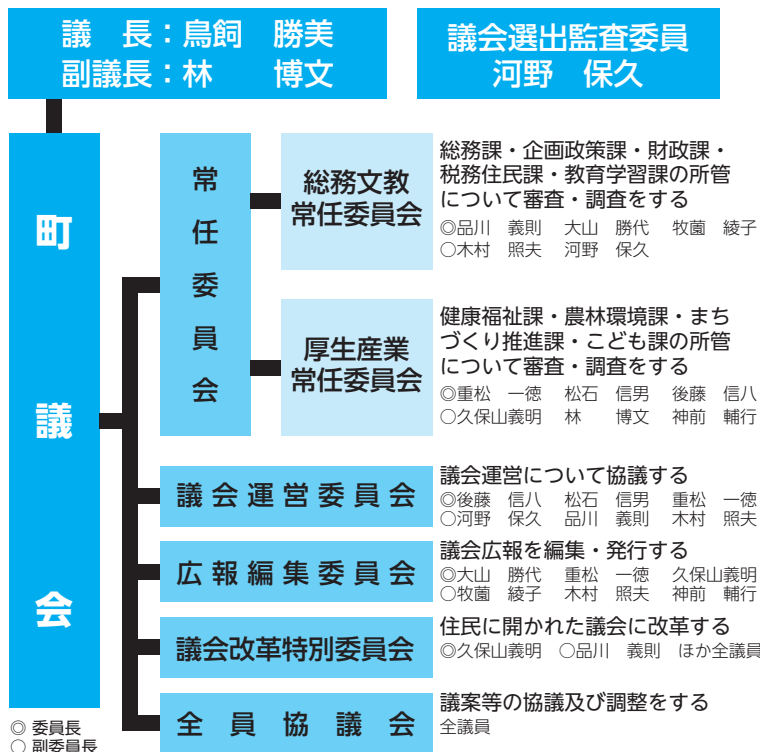 議　長：鳥飼　勝美
副議長：林　　博文
議会選出監査委員
河野　保久
町議会
常任委員会
総務文教
常任委員会
総務課・企画政策課・財政課・
税務住民課・教育学習課の所管
について審査・調査をする
◎品川　義則　大山　勝代　牧薗　綾子
○木村　照夫　河野　保久
厚生産業
常任委員会
健康福祉課・農林環境課・まち
づくり推進課・こども課の所管
について審査・調査をする
◎重松　一徳　松石　信男　後藤　信八
○久保山義明　林　　博文　神前　輔行
議会運営委員会
議会運営について協議する
◎後藤　信八　松石　信男　重松　一徳
○河野　保久　品川　義則　木村　照夫
広報編集委員会
議会広報を編集・発行する
◎大山　勝代　重松　一徳　久保山義明
○牧薗　綾子　木村　照夫　神前　輔行
議会改革特別委員会
住民に開かれた議会に改革する
◎久保山義明　○品川　義則　ほか全議員
全員協議会
議案等の協議及び調整をする
全議員
◎ 委員長
○ 副委員長